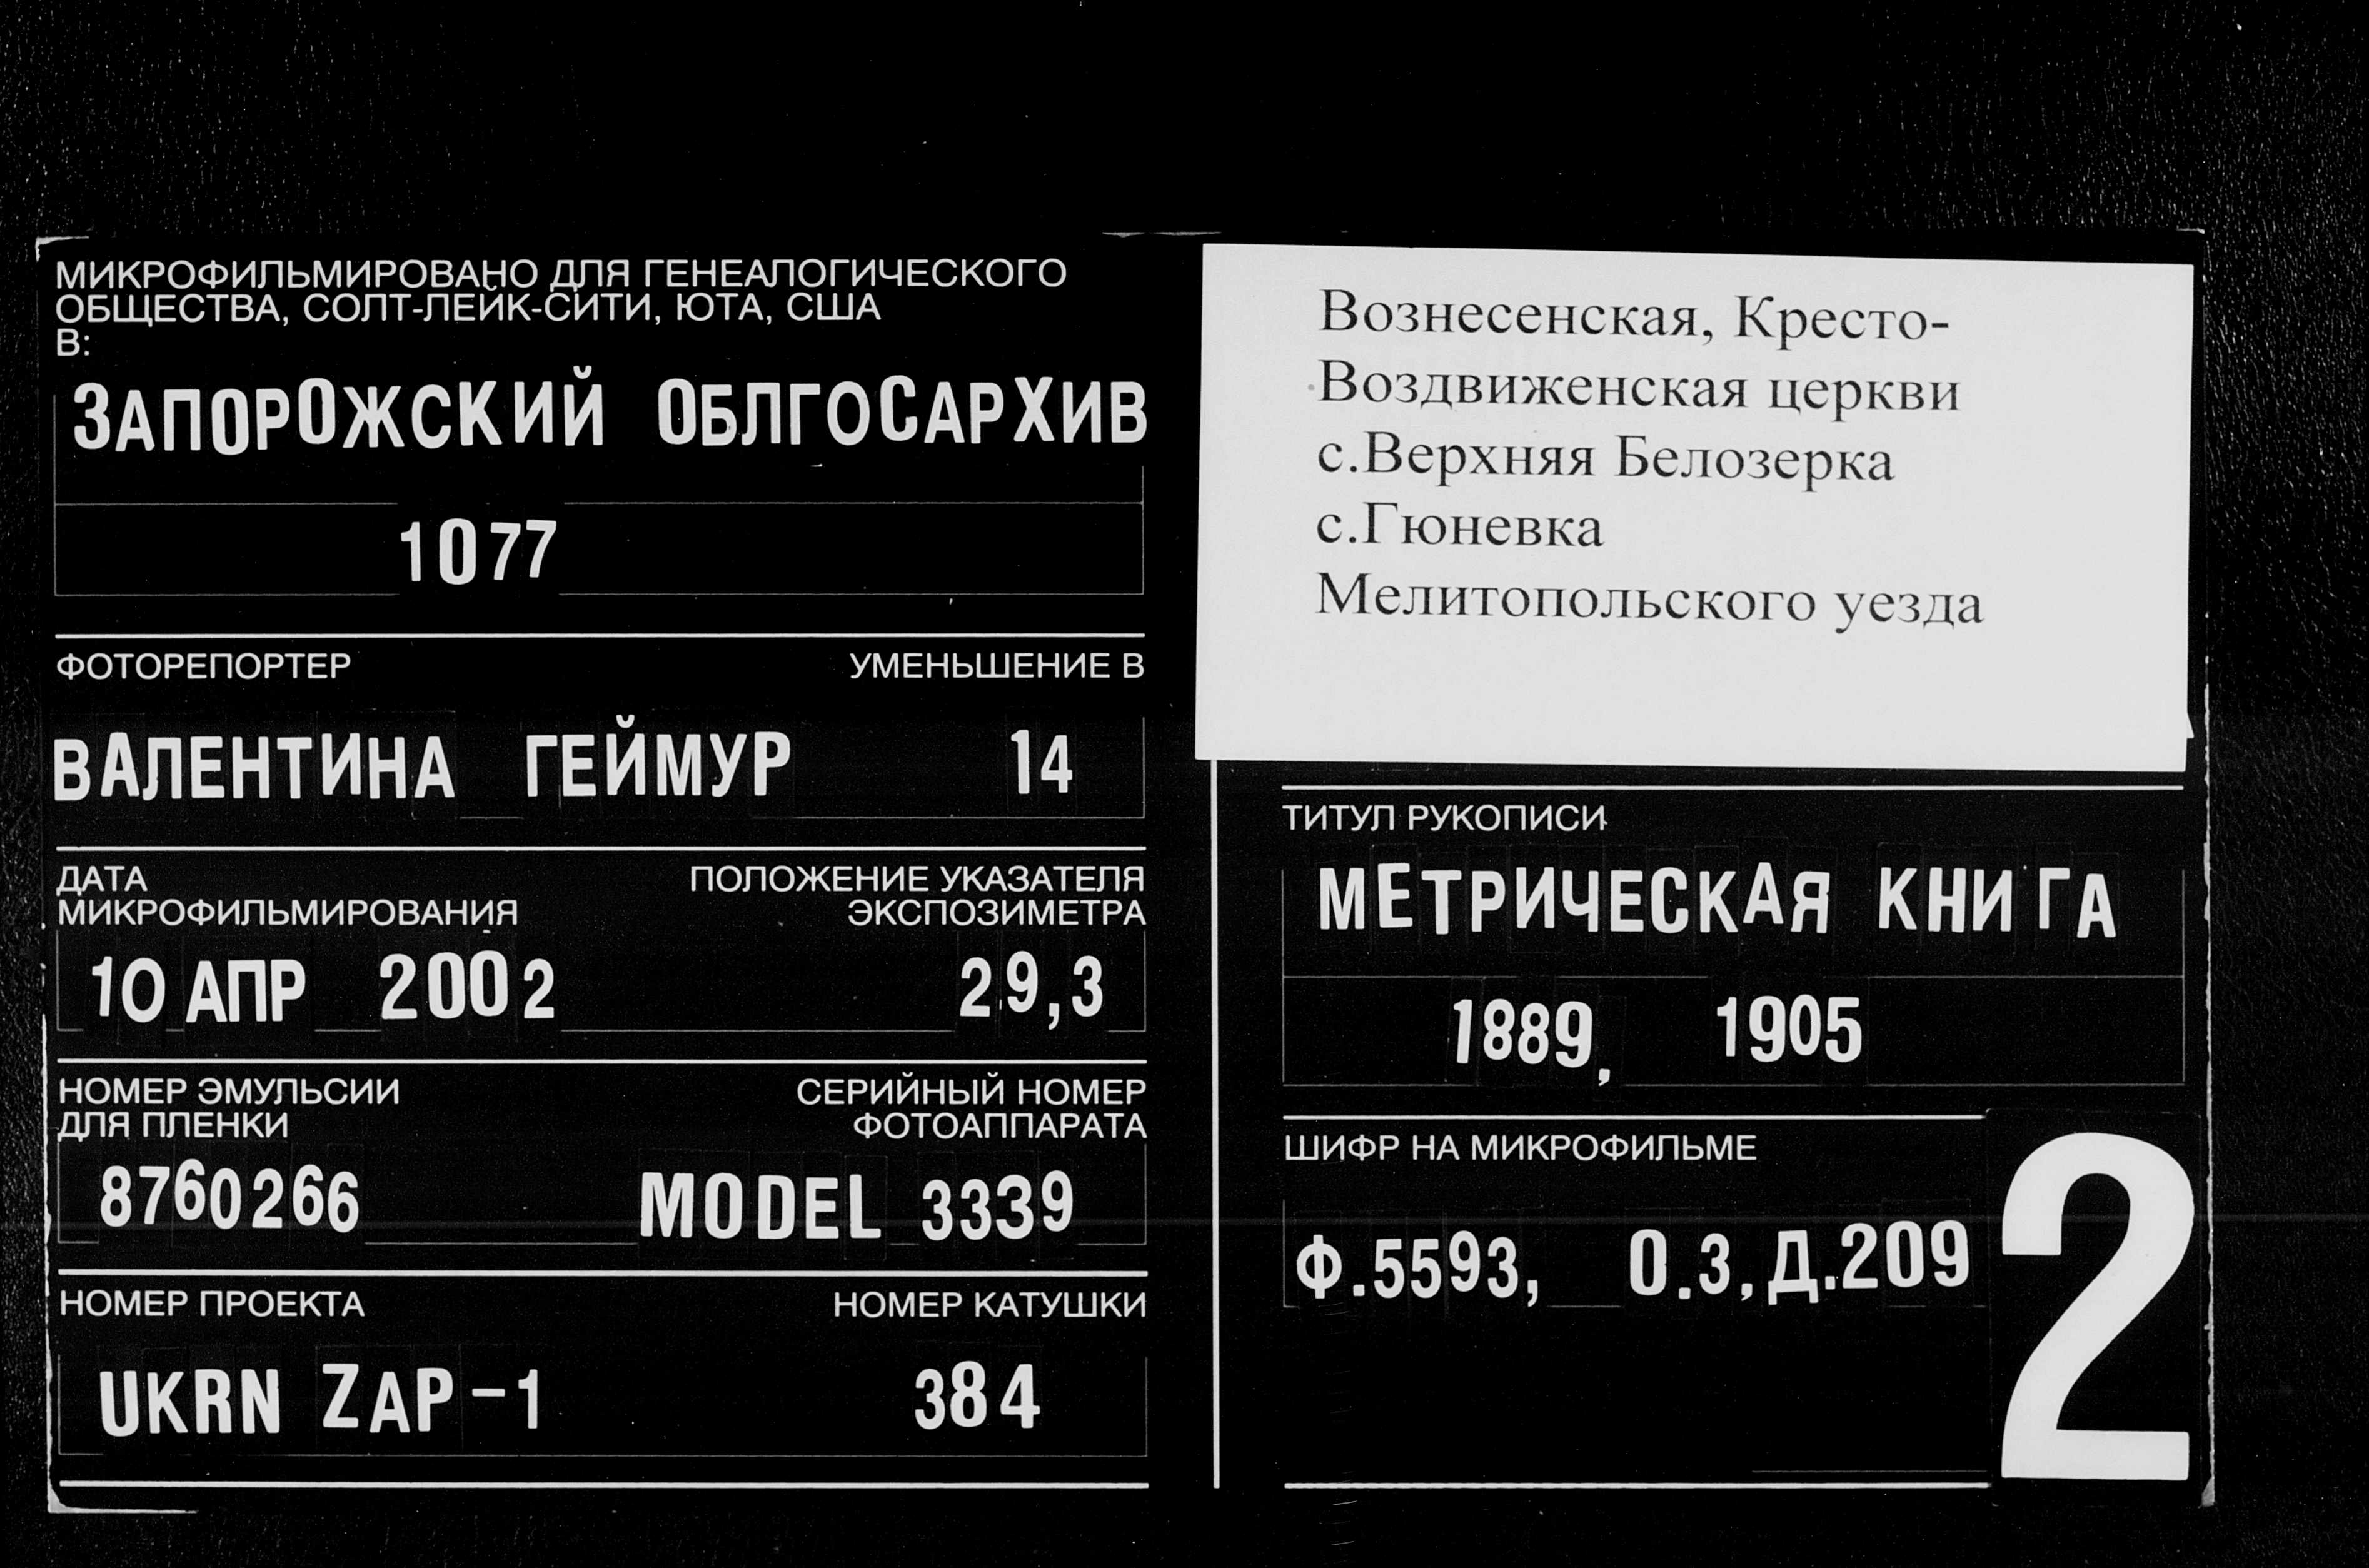 МИКРОФИЛЬМИРОВАНО ДЛЯ ГЕНЕАЛОГИЧЕСКОГО
ОБЩЕСТВА, СОЛТ-ЛЕЙК-СИТИ, ЮТА, США
В:
ЗАПОРОЖСКИЙ ОБЛГОСАРХИВ
1077
ФОТОРЕПОРТЕР УМЕНЬШЕНИЕ В
ВАЛЕНТИНА ГЕЙМУР 14
ДАТА
МИКРОФИЛЬМИРОВАНИЯ
ПОЛОЖЕНИЕ УКАЗАТЕЛЯ
ЭКСПОЗИМЕТРА
10 АПР 2002 29,3
НОМЕР ЭМУЛЬСИИ
ДЛЯ ПЛЕНКИ
СЕРИЙНЫЙ НОМЕР
ФОТОАППАРАТА
8760266 MODEL 3339
НОМЕР ПРОЕКТА НОМЕР КАТУШКИ
UKRN ZAP-1 384
Вознесенская, Кресто-
Воздвиженская церкви
с.Верхняя Белозерка
с.Гюневка
Мелитопольского уезда
ТИТУЛ РУКОПИСИ
МЕТРИЧЕСКАЯ КНИГА
1889, 1905
ШИФР НА МИКРОФИЛЬМЕ
Ф.5593, О.3,Д.209
2